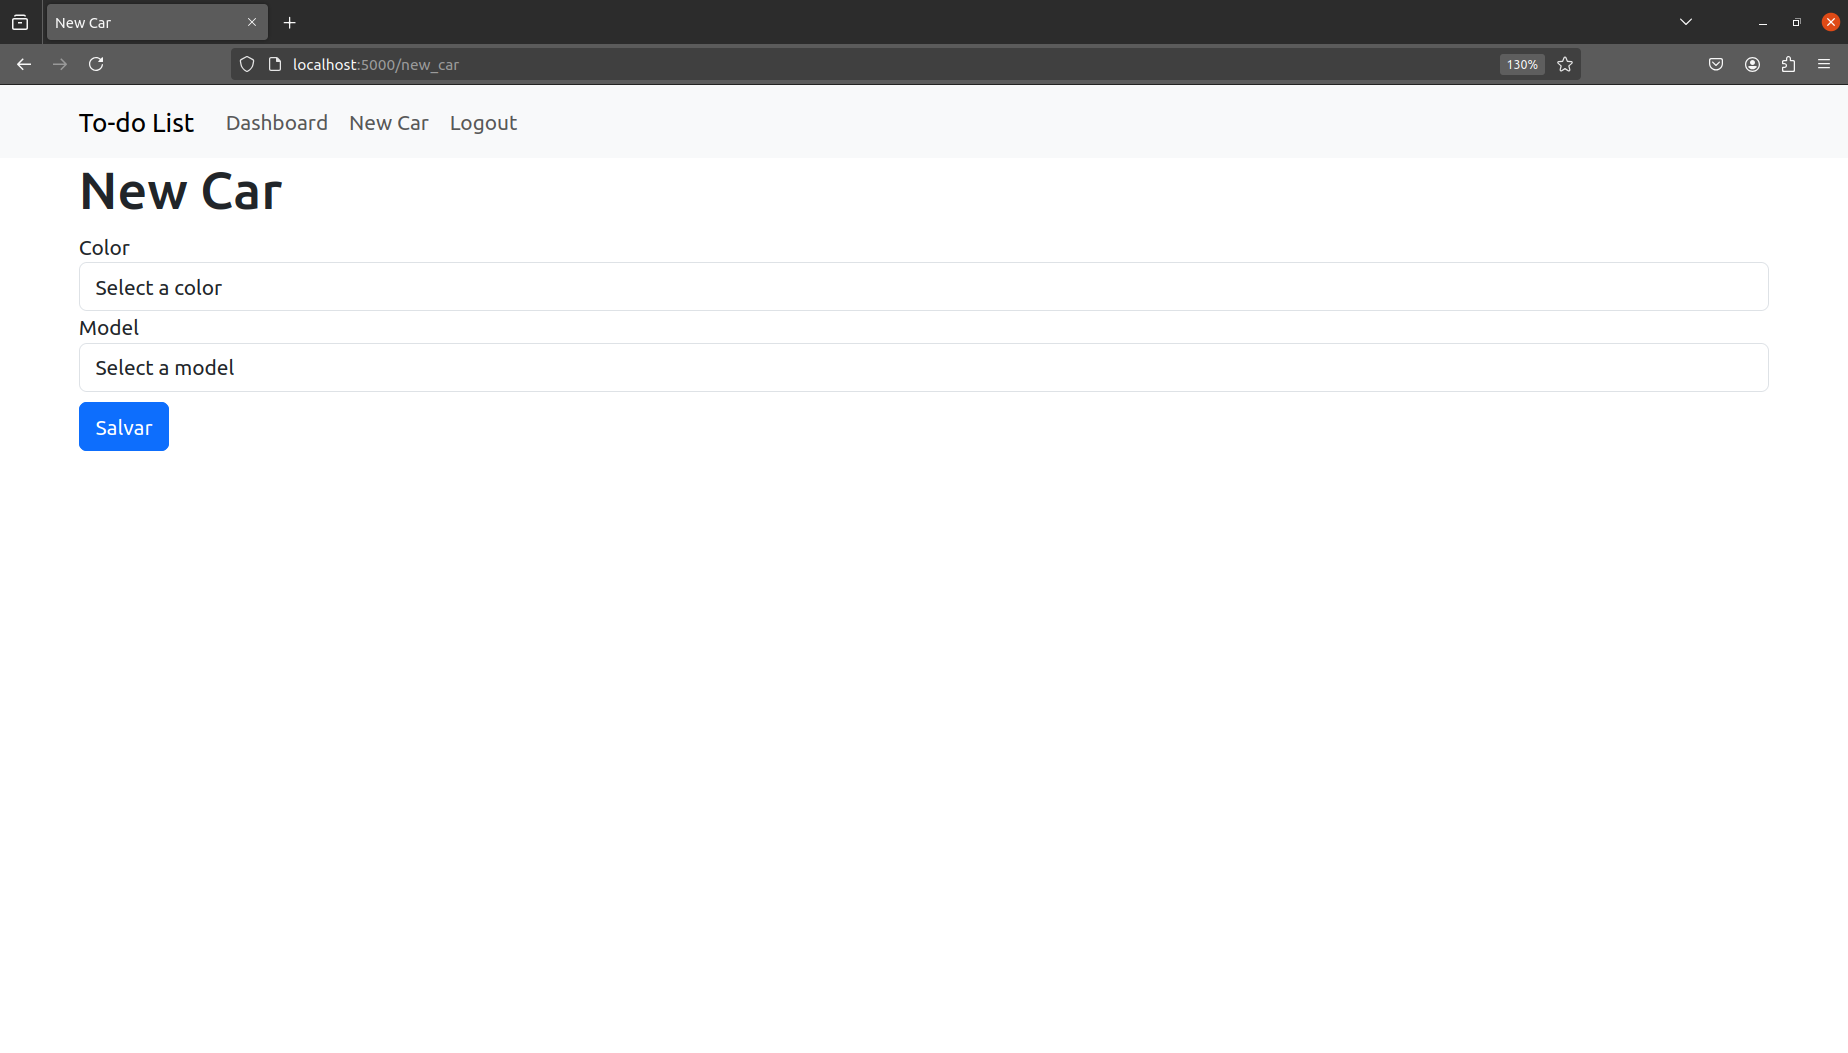 New Car
localhost:5000/new_car
130%
To-do List Dashboard New Car Logout
New Car
Color
Select a color
Model
Select a model
Salvar